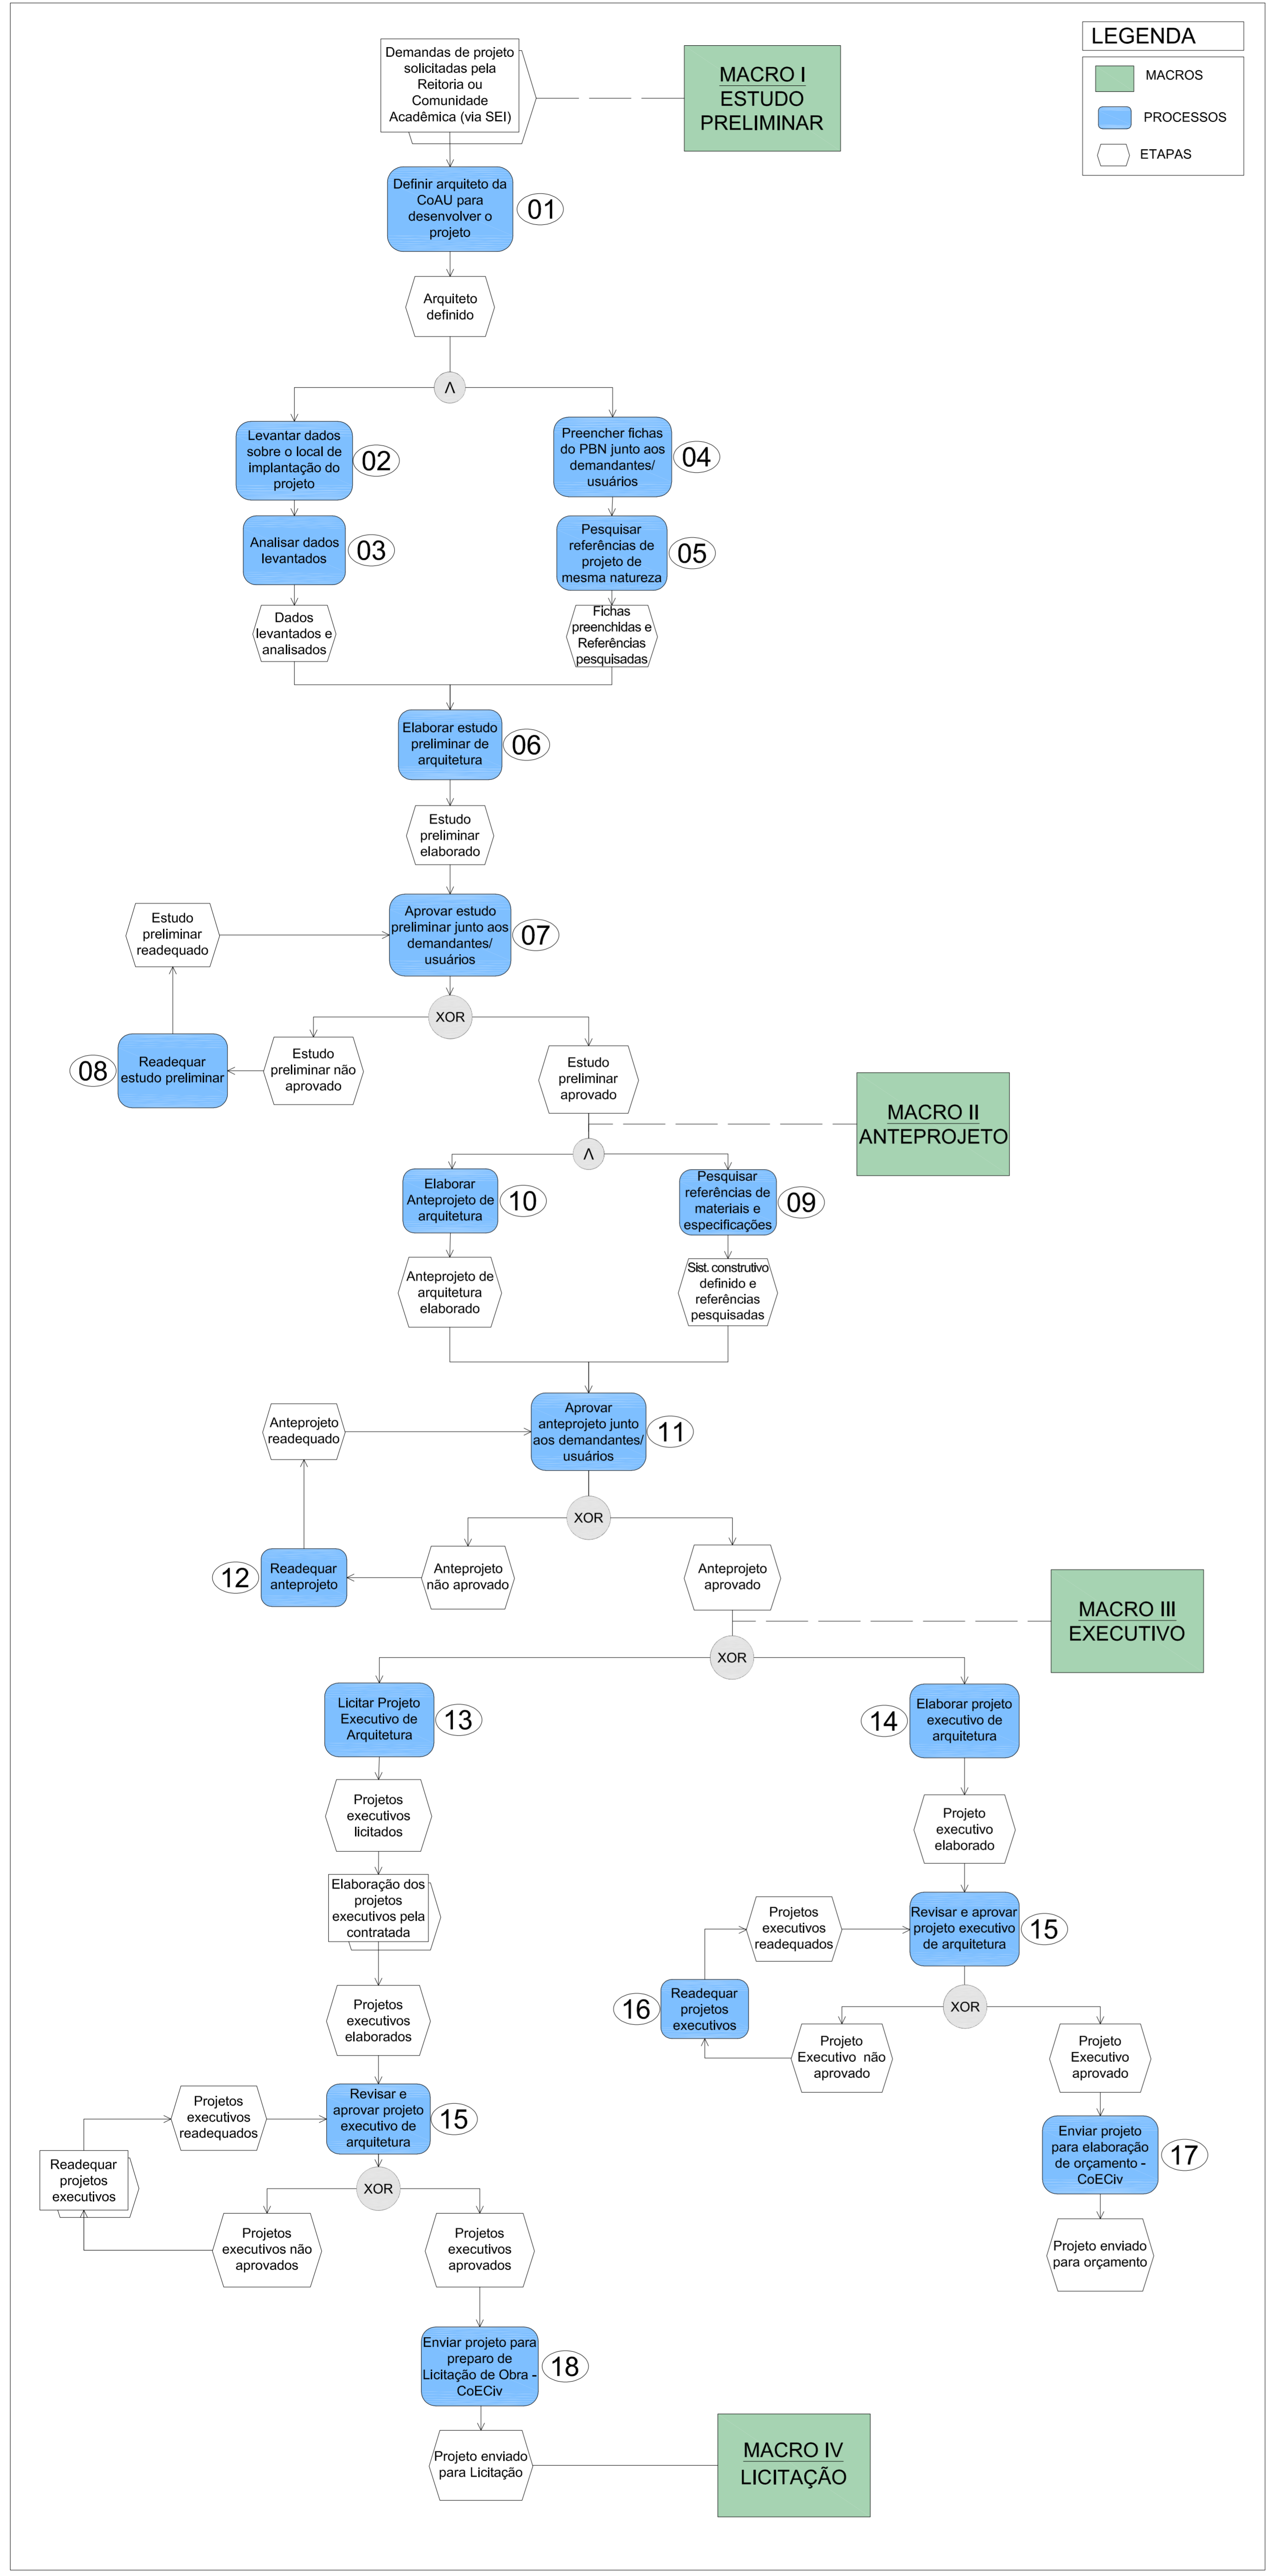 LEGENDA
MACROS
PROCESSOS
ETAPAS
Demandas de projeto
solicitadas pela
Reitoria ou
Comunidade
Acadêmica (via SEI)
MACRO I
ESTUDO
PRELIMINAR
Definir arquiteto da
CoAU para
desenvolver o
projeto
01
Arquiteto
definido
Λ
Levantar dados
sobre o local de
implantação do
projeto
02
Preencher fichas
do PBN junto aos
demandantes/
usuários
04
Analisar dados
levantados
03
Pesquisar
referências de
projeto de
mesma natureza
05
Dados
levantados e
analisados
Fichas
preenchidas e
Referências
pesquisadas
Elaborar estudo
preliminar de
arquitetura
06
Estudo
preliminar
elaborado
Estudo
preliminar
readequado
Aprovar estudo
preliminar junto aos
demandantes/
usuários
07
XOR
08
Readequar
estudo preliminar
Estudo
preliminar não
aprovado
Estudo
preliminar
aprovado
MACRO II
ANTEPROJETO
Λ
Elaborar
Anteprojeto de
arquitetura
10
Pesquisar
referências de
materiais e
especificações
09
Anteprojeto de
arquitetura
elaborado
Sist. construtivo
definido e
referências
pesquisadas
Anteprojeto
readequado
Aprovar
anteprojeto junto
aos demandantes/
usuários
11
XOR
12
Readequar
anteprojeto
Anteprojeto
não aprovado
Anteprojeto
aprovado
MACRO III
EXECUTIVO
XOR
Licitar Projeto
Executivo de
Arquitetura
13
14
Elaborar projeto
executivo de
arquitetura
Projetos
executivos
licitados
Projeto
executivo
elaborado
Elaboração dos
projetos
executivos pela
contratada
Projetos
executivos
readequados
Revisar e aprovar
projeto executivo
de arquitetura
15
16
Readequar
projetos
executivos
XOR
Projetos
executivos
elaborados
Projeto
Executivo não
aprovado
Projeto
Executivo
aprovado
Projetos
executivos
readequados
Revisar e
aprovar projeto
executivo de
arquitetura
15
Enviar projeto
para elaboração
de orçamento -
CoECiv
17
Readequar
projetos
executivos
XOR
Projetos
executivos não
aprovados
Projetos
executivos
aprovados
Projeto enviado
para orçamento
Enviar projeto para
preparo de
Licitação de Obra -
CoECiv
18
Projeto enviado
para Licitação
MACRO IV
LICITAÇÃO